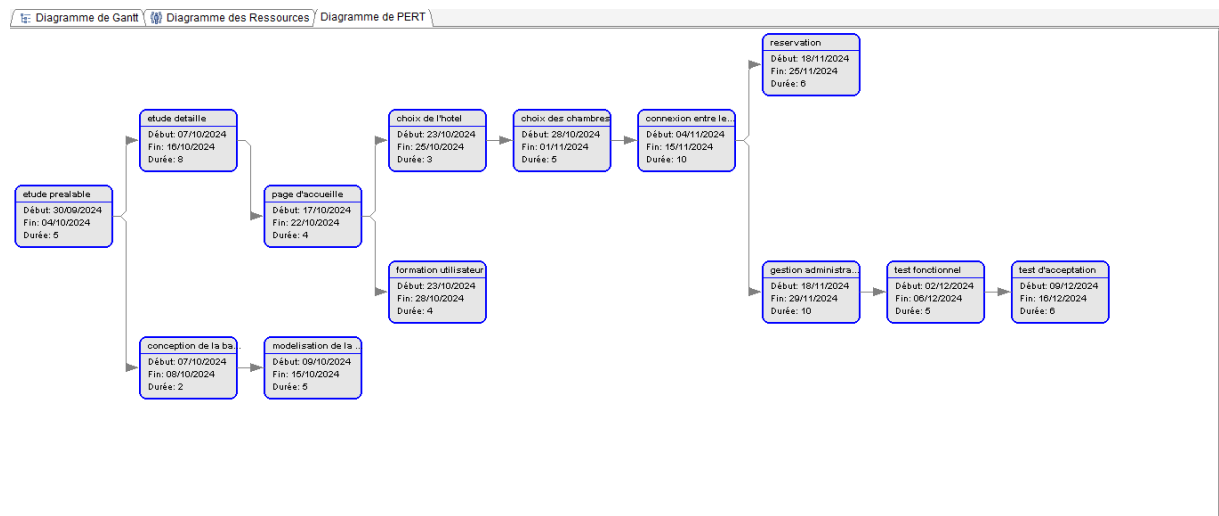 Diagramme de Gantt Diagramme des Ressources Diagramme de PERT
reservation
Début: 18/11/2024
Fin: 25/11/2024
Durée: 6
etude detaille
Début: 07/10/2024
Fin: 16/10/2024
Durée: 8
choix de l'hotel
Début: 23/10/2024
Fin: 25/10/2024
Durée: 3
choix des chambres
Début: 28/10/2024
Fin: 01/11/2024
Durée: 5
connexion entre le...
Début: 04/11/2024
Fin: 15/11/2024
Durée: 10
etude prealable
Début: 30/09/2024
Fin: 04/10/2024
Durée: 5
page d'accueille
Début: 17/10/2024
Fin: 22/10/2024
Durée: 4
formation utilisateur
Début: 23/10/2024
Fin: 28/10/2024
Durée: 4
gestion administra...
Début: 18/11/2024
Fin: 29/11/2024
Durée: 10
test fonctionnel
Début: 02/12/2024
Fin: 06/12/2024
Durée: 5
test d'acceptation
Début: 09/12/2024
Fin: 16/12/2024
Durée: 6
conception de la ba...
Début: 07/10/2024
Fin: 08/10/2024
Durée: 2
modelisation de la ...
Début: 09/10/2024
Fin: 15/10/2024
Durée: 5